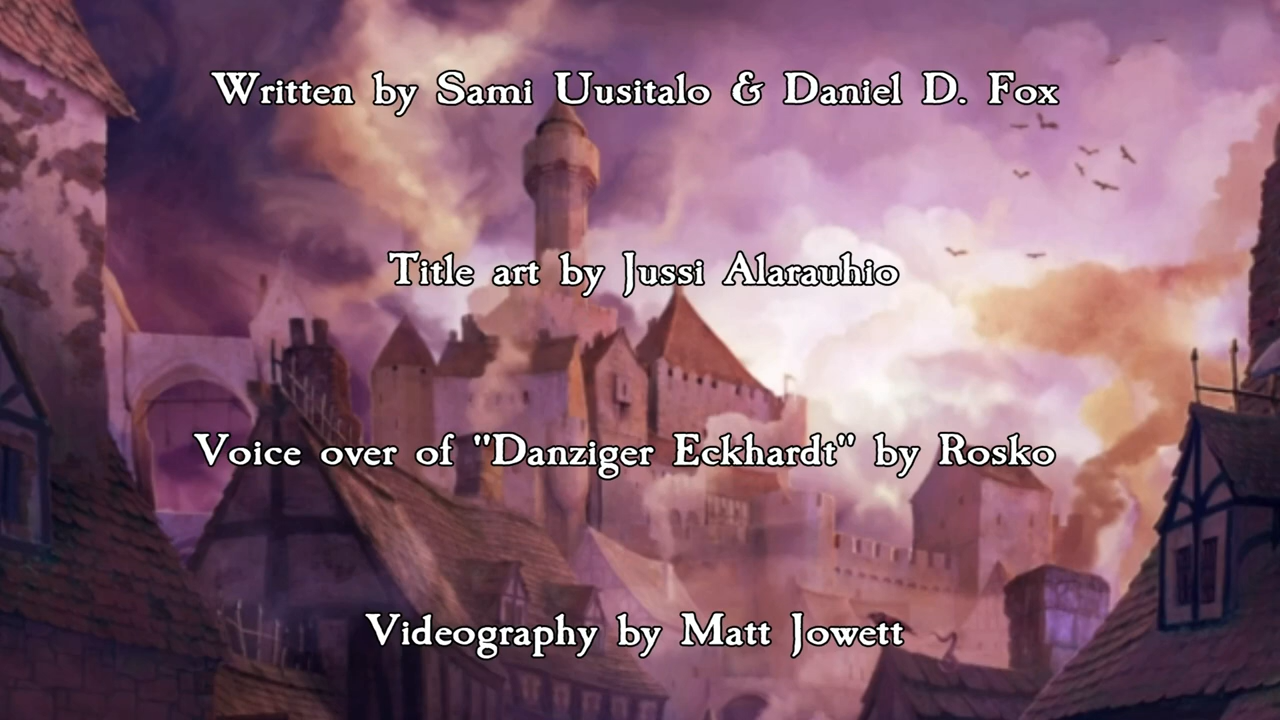 Written by Sami Uusitalo & Daniel D. Fox
Title art by Jussi Alarauhio
Voice over of "Danziger Eckhardt" by Rosko
Videography by Matt Jowett